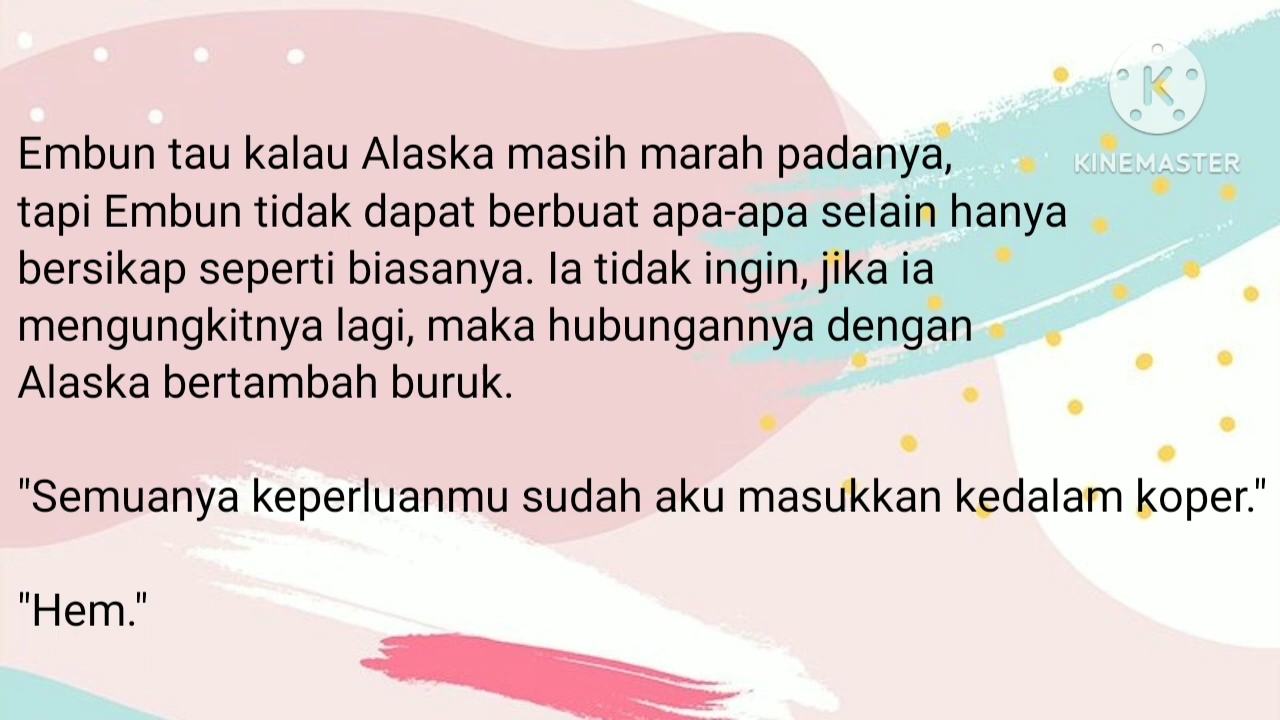 K
KINEMASTER
Embun tau kalau Alaska masih marah padanya,
tapi Embun tidak dapat berbuat apa-apa selain hanya
bersikap seperti biasanya. Ia tidak ingin, jika ia
mengungkitnya lagi, maka hubungannya dengan
Alaska bertambah buruk.
"Semuanya keperluanmu sudah aku masukkan kedalam koper."
"Hem."